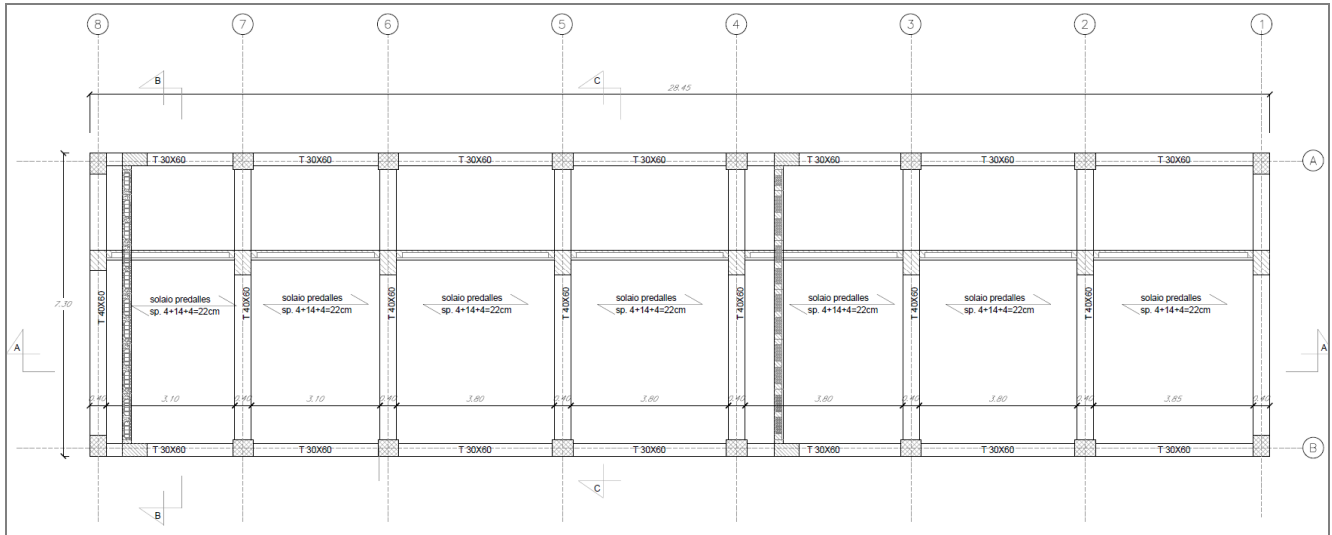 8 7 6 5 4 3 2 1
B C
28.45
T 30X60 T 30X60 T 30X60 T 30X60 T 30X60 T 30X60 T 30X60
A
7.30
T 40X60 T 40X60 T 40X60 T 40X60 T 40X60 T 40X60 T 40X60
solaio predalles solaio predalles solaio predalles solaio predalles solaio predalles solaio predalles solaio predalles
sp. 4+14+4=22cm sp. 4+14+4=22cm sp. 4+14+4=22cm sp. 4+14+4=22cm sp. 4+14+4=22cm sp. 4+14+4=22cm sp. 4+14+4=22cm
A A
0.40 3.10 0.40 3.10 0.40 3.80 0.40 3.80 0.40 3.80 0.40 3.80 0.40 3.85 0.40
T 30X60 T 30X60 T 30X60 T 30X60 T 30X60 T 30X60 T 30X60
B
B C